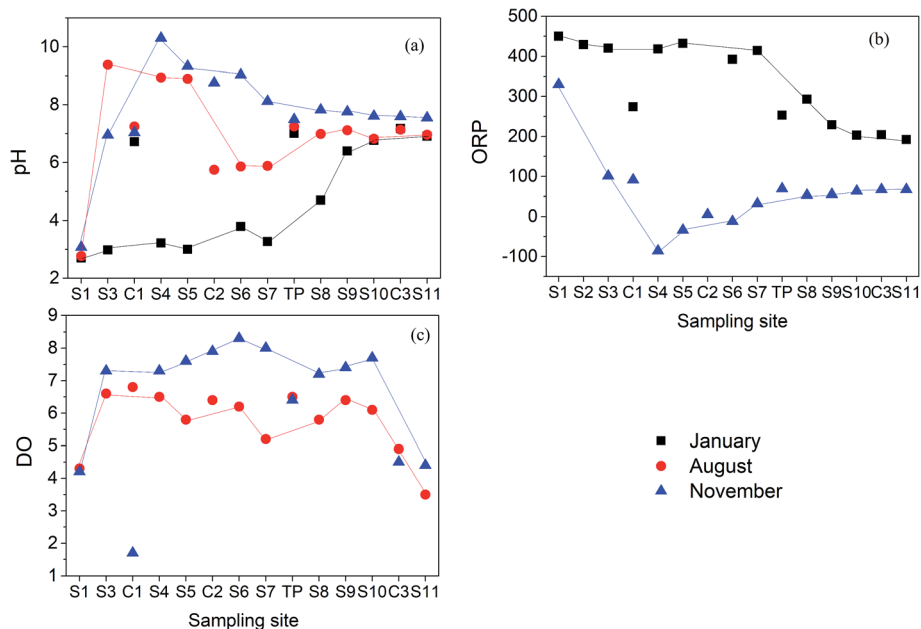 (a)
pH
10
8
6
4
2
S1 S3 C1 S4 S5 C2 S6 S7 TP S8 S9 S10 C3 S11
(b)
ORP
500
400
300
200
100
0
-100
S1 S2 S3 C1 S4 S5 C2 S6 S7 TP S8 S9 S10 C3 S11
Sampling site
(c)
DO
9
8
7
6
5
4
3
2
1
S1 S3 C1 S4 S5 C2 S6 S7 TP S8 S9 S10 C3 S11
Sampling site
January
August
November